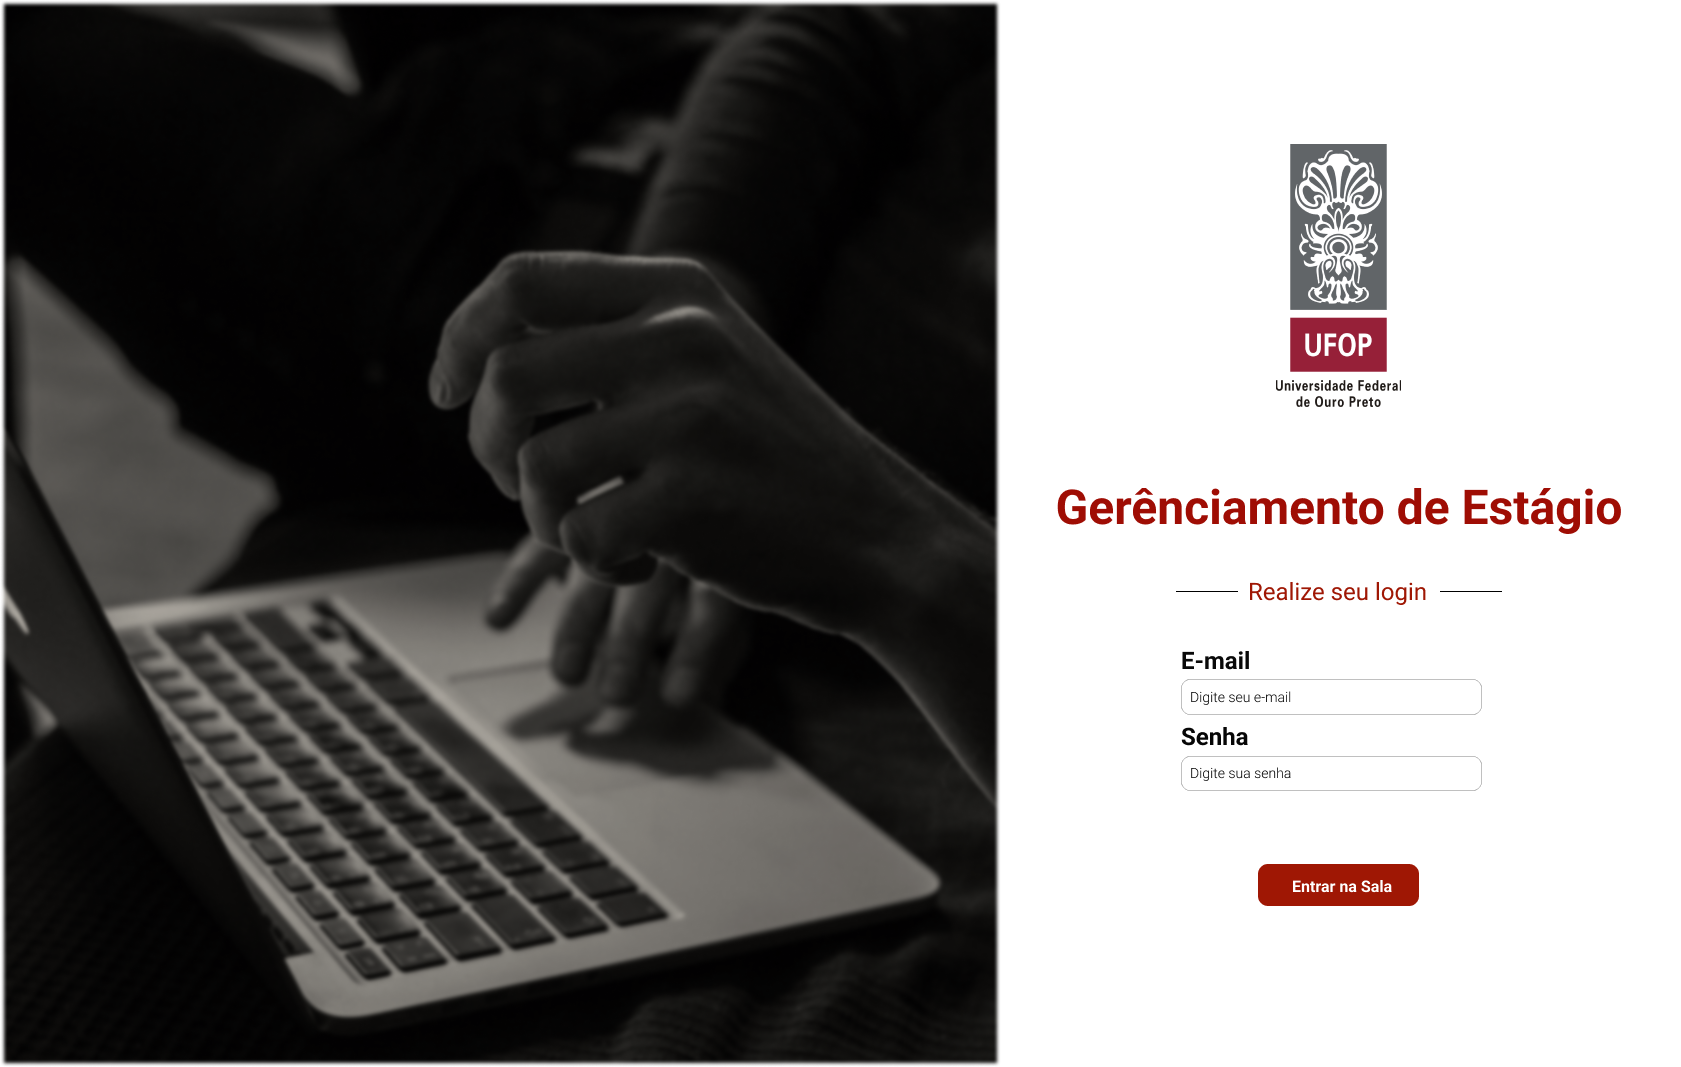 UFOP
Universidade Federal
de Ouro Preto
Gerênciamento de Estágio
Realize seu login
E-mail
Digite seu e-mail
Senha
Digite sua senha
Entrar na Sala